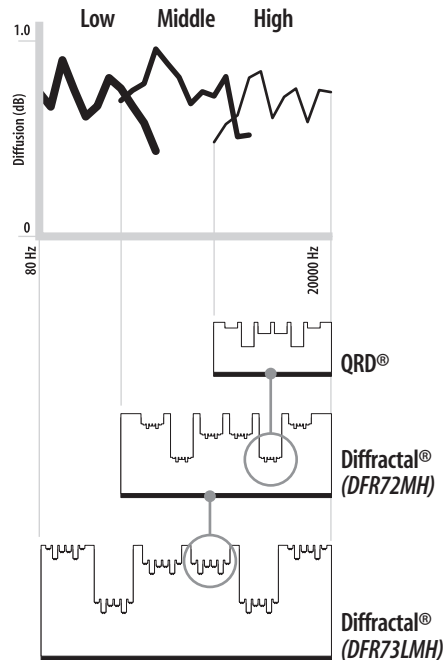 Low Middle High
1.0
Diffusion (dB)
0
80 Hz
20000 Hz
QRD®
Diffractal®
(DFR72MH)
Diffractal®
(DFR73LMH)